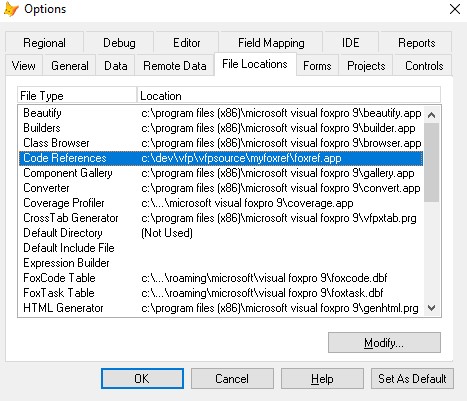 Options
Regional Debug Editor Field Mapping IDE Reports
View General Data Remote Data File Locations Forms Projects Controls
File Type Location
Beautify c:\program files (x86)\microsoft visual foxpro 9\beautify.app
Builders c:\program files (x86)\microsoft visual foxpro 9\builder.app
Class Browser c:\program files (x86)\microsoft visual foxpro 9\browser.app
Code References c:\dev\vfp\vfpsource\myfoxref\foxref.app
Component Gallery c:\program files (x86)\microsoft visual foxpro 9\gallery.app
Converter c:\program files (x86)\microsoft visual foxpro 9\convert.app
Coverage Profiler c:\...\microsoft visual foxpro 9\coverage.app
CrossTab Generator c:\program files (x86)\microsoft visual foxpro 9\vfpxtab.prg
Default Directory (Not Used)
Default Include File
Expression Builder
FoxCode Table c:\...\roaming\microsoft\visual foxpro 9\foxcode.dbf
FoxTask Table c:\...\roaming\microsoft\visual foxpro 9\foxtask.dbf
HTML Generator c:\program files (x86)\microsoft visual foxpro 9\genhtml.prg
Modify...
OK Cancel Help Set As Default